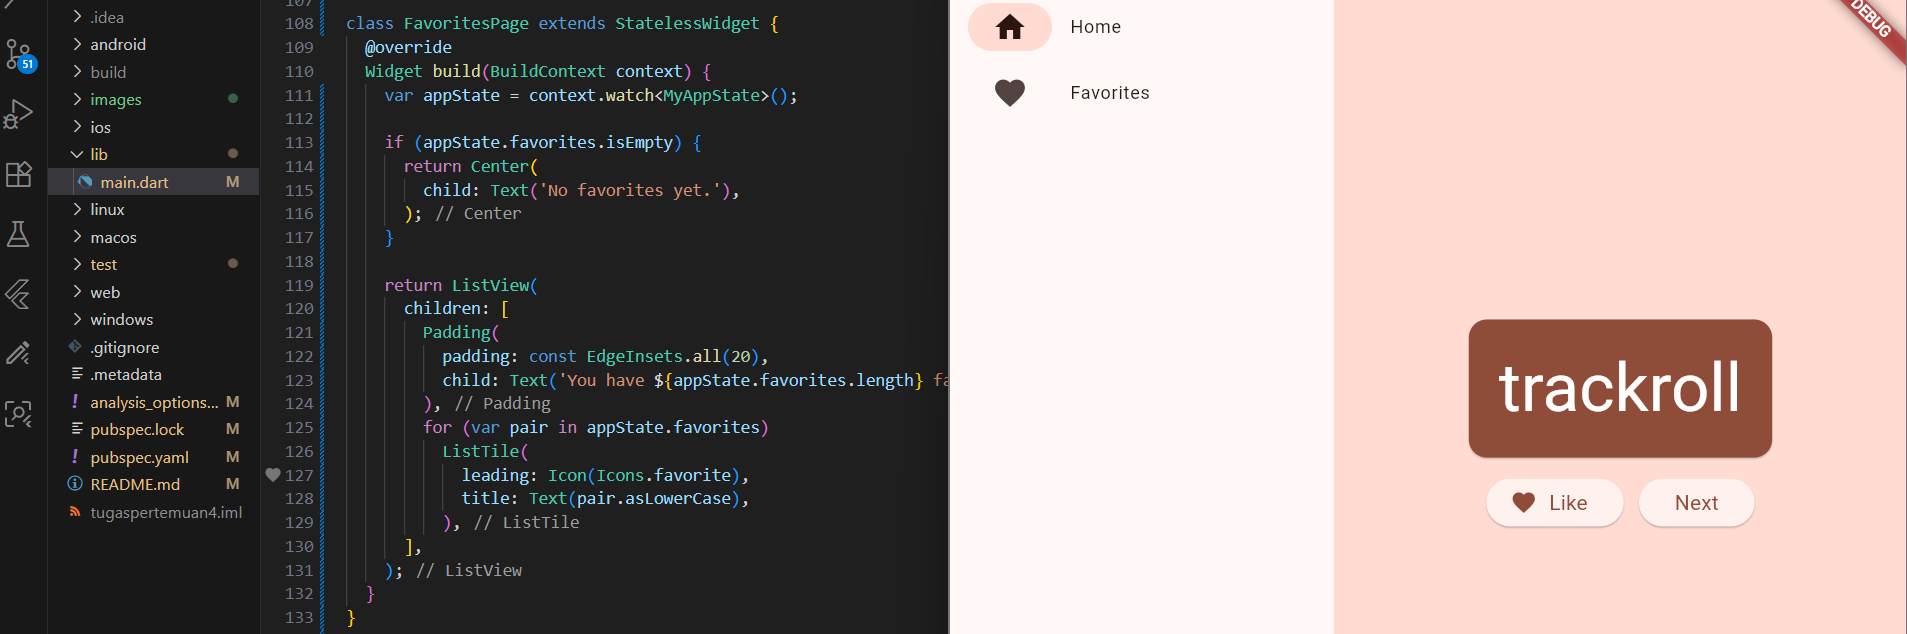 51
.idea
android
build
images
ios
lib
main.dart M
linux
macos
test
web
windows
.gitignore
.metadata
! analysis_options... M
pubspec.lock M
! pubspec.yaml M
README.md M
tugaspertemuan4.iml
107
108 class FavoritesPage extends StatelessWidget {
109 @override
110 Widget build(BuildContext context) {
111 var appState = context.watch<MyAppState>();
112
113 if (appState.favorites.isEmpty) {
114 return Center(
115 child: Text('No favorites yet.'),
116 ); // Center
117 }
118
119 return ListView(
120 children: [
121 Padding(
122 padding: const EdgeInsets.all(20),
123 child: Text('You have ${appState.favorites.length} fa
124 ), // Padding
125 for (var pair in appState.favorites)
126 ListTile(
127 leading: Icon(Icons.favorite),
128 title: Text(pair.asLowerCase),
129 ), // ListTile
130 ],
131 ); // ListView
132 }
133 }
Home
Favorites
DEBUG
trackroll
Like
Next